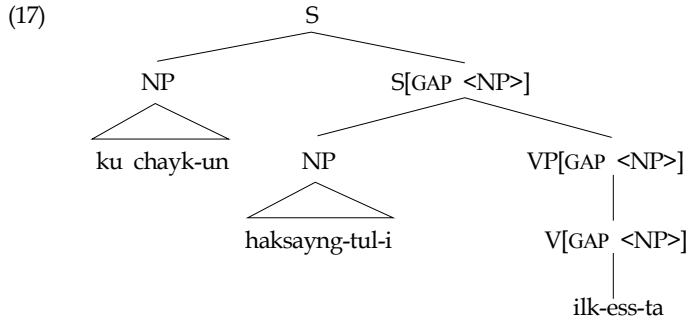 (17) S
NP S[GAP <NP>]
ku chayk-un NP VP[GAP <NP>]
haksayng-tul-i V[GAP <NP>]
ilk-ess-ta